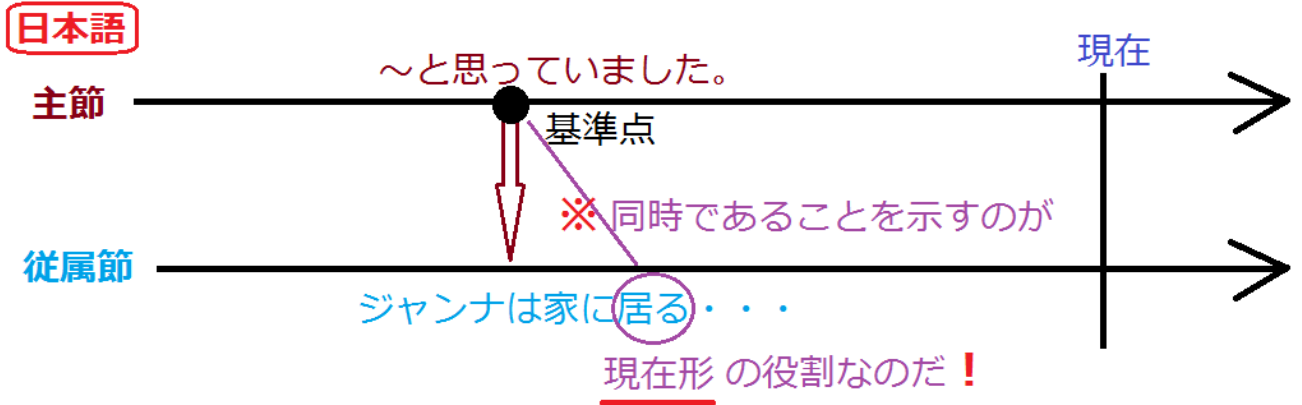 日本語
現在
～と思っていました。
主節
基準点
※ 同時であることを示すのが
従属節
ジャンナは家に居る・・・
現在形 の役割なのだ！